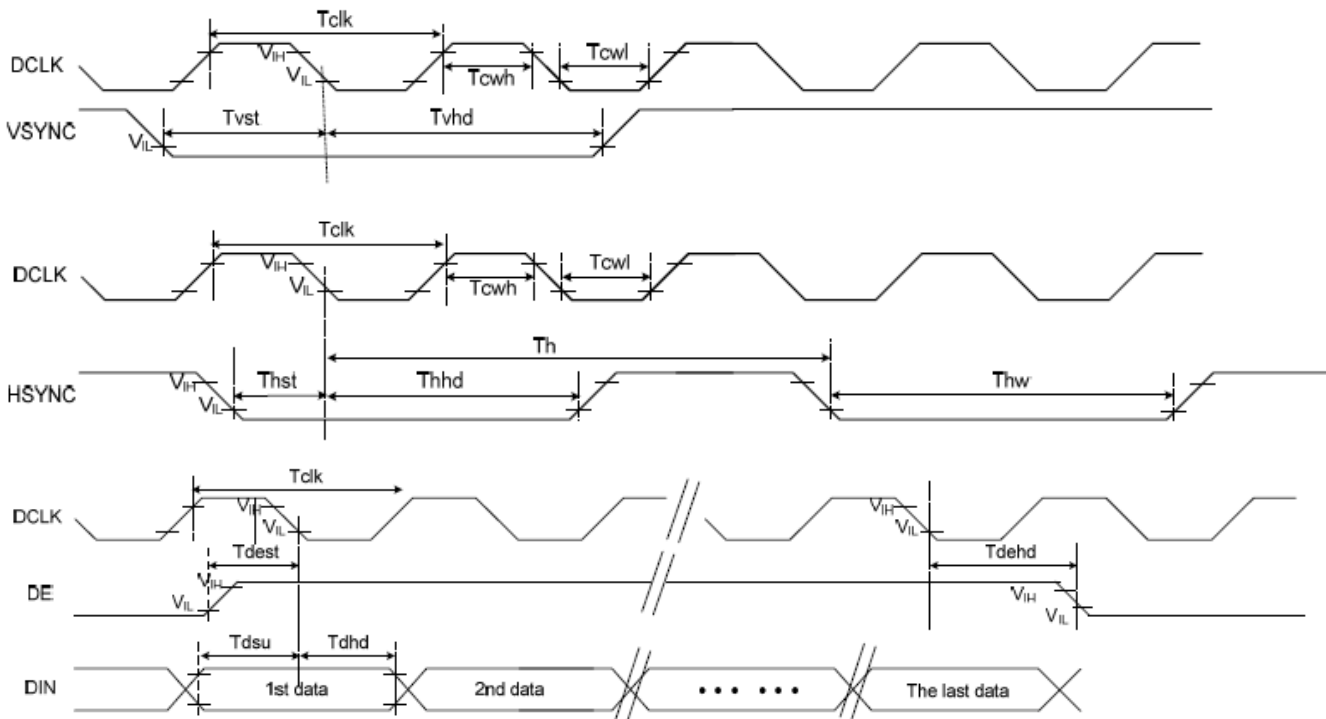 Tclk
DCLK
VIH
VIL
Tcwh
Tcwl
VSYNC
VIL
Tvst
Tvhd
Tclk
DCLK
VIH
VIL
Tcwh
Tcwl
Th
HSYNC
VIH
VIL
Thst
Thhd
Thw
Tclk
DCLK
VIH
VIL
VIH
VIL
Tdest
Tdehd
DE
VIH
VIL
VIH
VIL
Tdsu
Tdhd
DIN
1st data
2nd data
••• •••
The last data